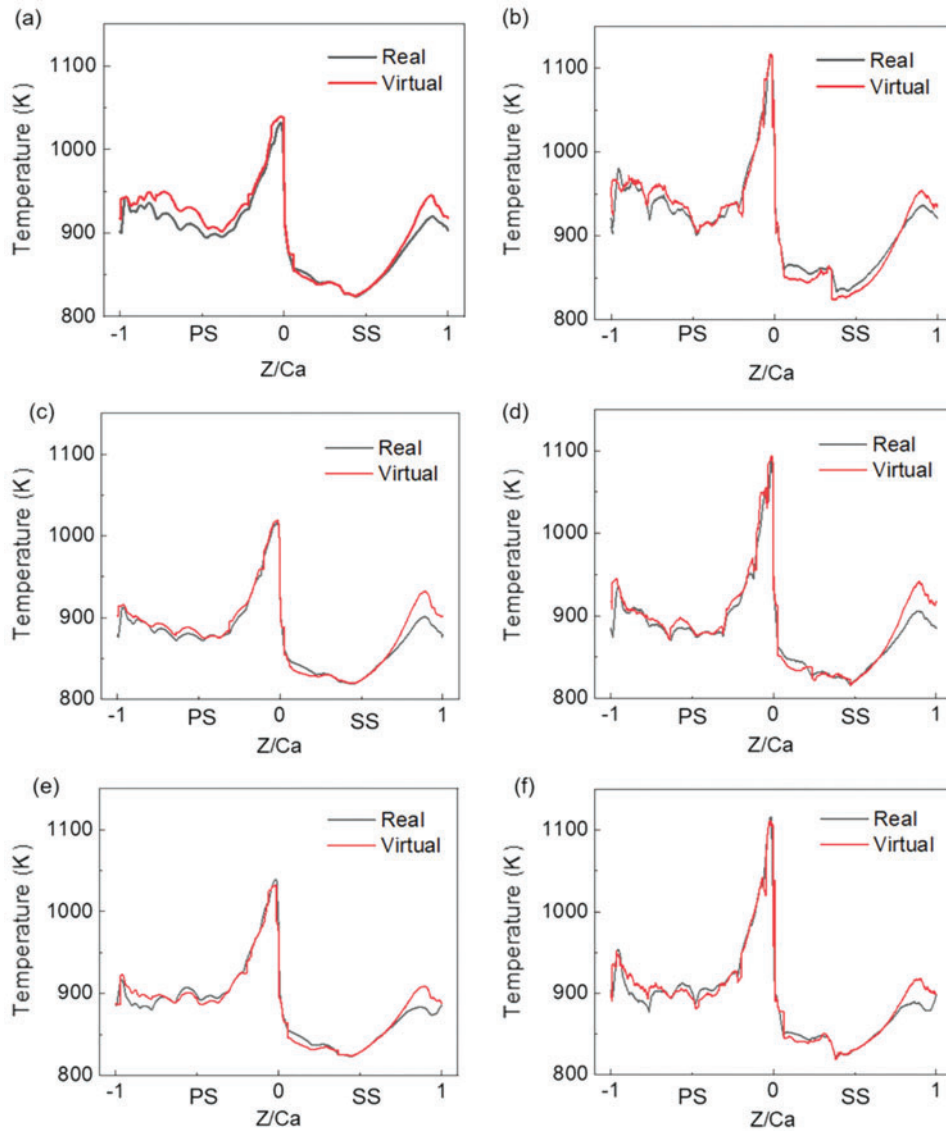 (a)
Temperature (K)
1100
1000
900
800
Real
Virtual
-1
PS
0
SS
1
Z/Ca
(b)
Temperature (K)
1100
1000
900
800
Real
Virtual
-1
PS
0
SS
1
Z/Ca
(c)
Temperature (K)
1100
1000
900
800
Real
Virtual
-1
PS
0
SS
1
Z/Ca
(d)
Temperature (K)
1100
1000
900
800
Real
Virtual
-1
PS
0
SS
1
Z/Ca
(e)
Temperature (K)
1100
1000
900
800
Real
Virtual
-1
PS
0
SS
1
Z/Ca
(f)
Temperature (K)
1100
1000
900
800
Real
Virtual
-1
PS
0
SS
1
Z/Ca